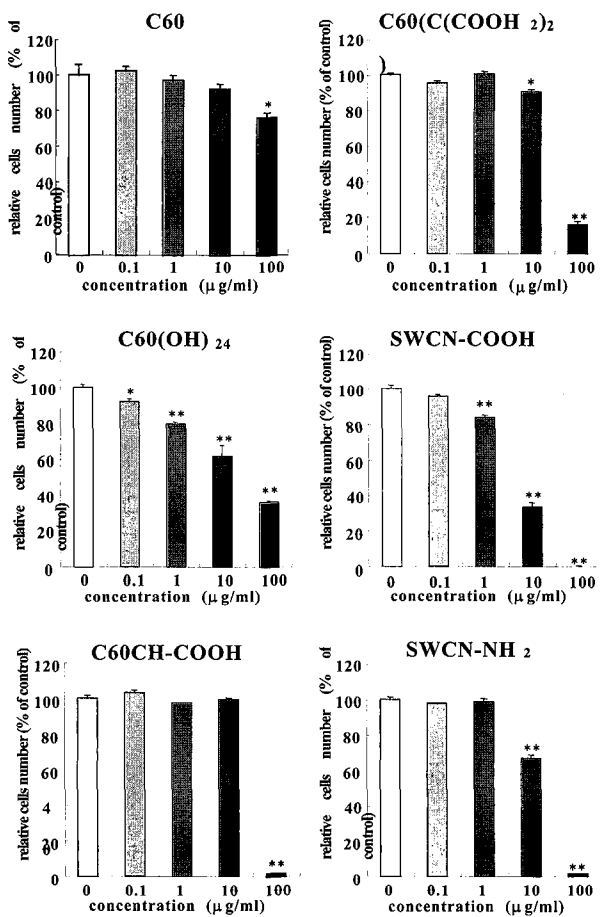 C60
relative cells number (% of control)
120
100
80
60
40
20
0
*
0 0.1 1 10 100
concentration (μ g/ml)
C60(C(COOH 2)2
)
relative cells number (% of control)
120
100
80
60
40
20
0
*
**
0 0.1 1 10 100
concentration (μ g/ml)
C60(OH) 24
relative cells number (% of control)
120
100
80
60
40
20
0
*
**
**
**
0 0.1 1 10 100
concentration (μ g/ml)
SWCN-COOH
relative cells number (% of control)
120
100
80
60
40
20
0
**
**
**
0 0.1 1 10 100
concentration (μ g/ml)
C60CH-COOH
relative cells number (% of control)
120
100
80
60
40
20
0
**
0 0.1 1 10 100
concentration (μ g/ml)
SWCN-NH 2
relative cells number (% of control)
120
100
80
60
40
20
0
**
**
0 0.1 1 10 100
concentration (μ g/ml)